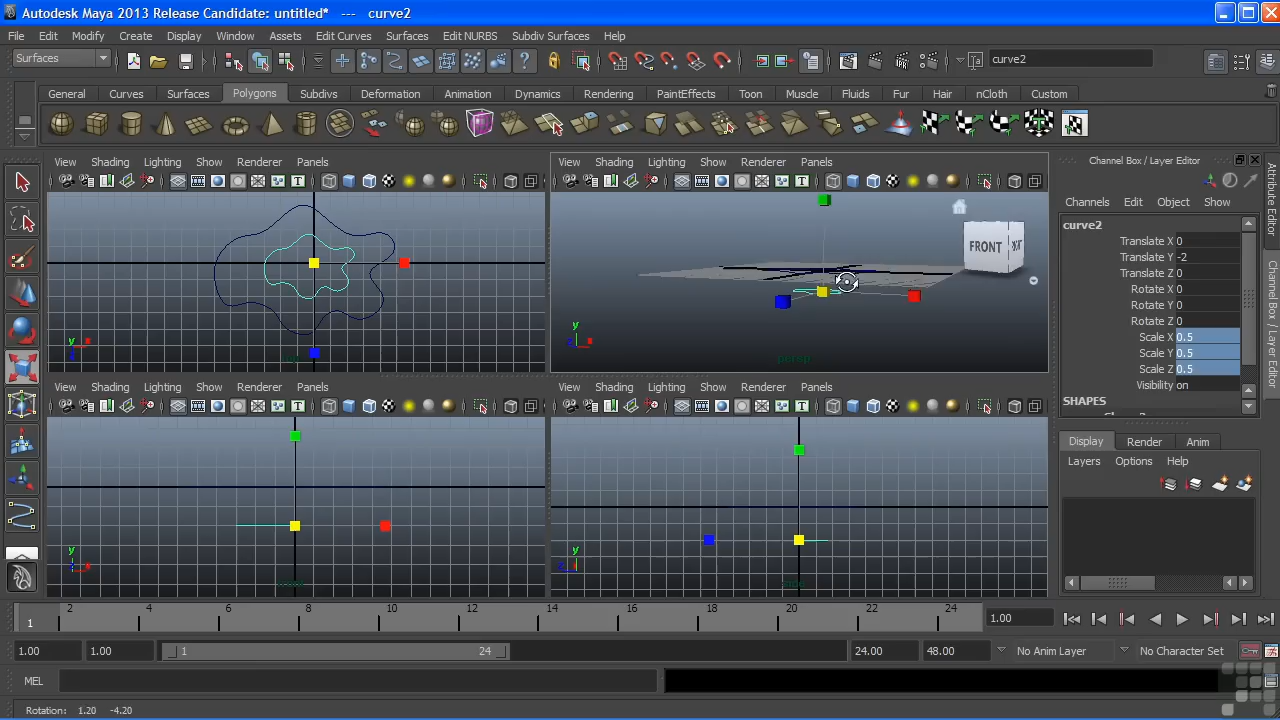 Autodesk Maya 2013 Release Candidate: untitled* --- curve2
File Edit Modify Create Display Window Assets Edit Curves Surfaces Edit NURBS Subdiv Surfaces Help
Surfaces curve2
General Curves Surfaces Polygons Subdivs Deformation Animation Dynamics Rendering PaintEffects Toon Muscle Fluids Fur Hair nCloth Custom
View Shading Lighting Show Renderer Panels
View Shading Lighting Show Renderer Panels
Channel Box / Layer Editor
Channels Edit Object Show
curve2
Translate X 0
Translate Y -2
Translate Z 0
Rotate X 0
Rotate Y 0
Rotate Z 0
Scale X 0.5
Scale Y 0.5
Scale Z 0.5
Visibility on
SHAPES
FRONT
y
y
persp
View Shading Lighting Show Renderer Panels
View Shading Lighting Show Renderer Panels
Display Render Anim
Layers Options Help
y
y
Attribute Editor
Channel Box / Layer Editor
2 4 6 8 10 12 14 16 18 20 22 24
1 1.00
1.00 1.00 1 24 24.00 48.00 No Anim Layer No Character Set
MEL
Rotation: 1.20 -4.20